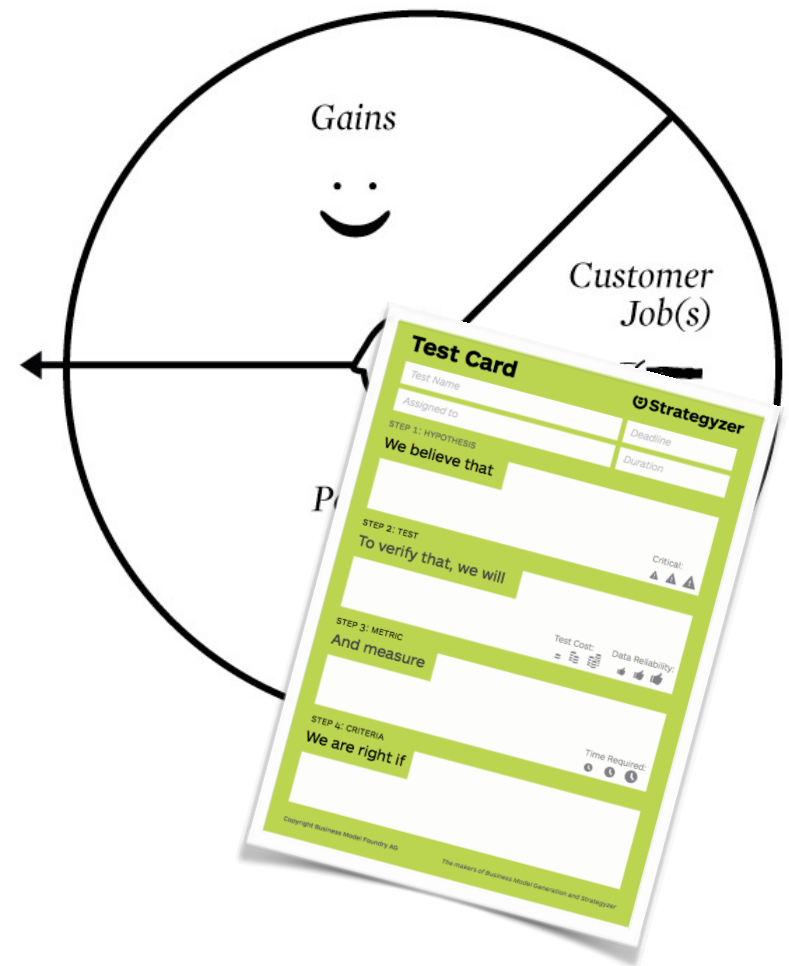 Gains
Customer
Job(s)
Test Card
Strategyzer
Test Name
Deadline
Assigned to
Duration
STEP 1: HYPOTHESIS
We believe that
Critical:
STEP 2: TEST
To verify that, we will
Test Cost:
Data Reliability:
STEP 3: METRIC
And measure
Time Required:
STEP 4: CRITERIA
We are right if
Copyright Business Model Foundry AG
The makers of Business Model Generation and Strategyzer